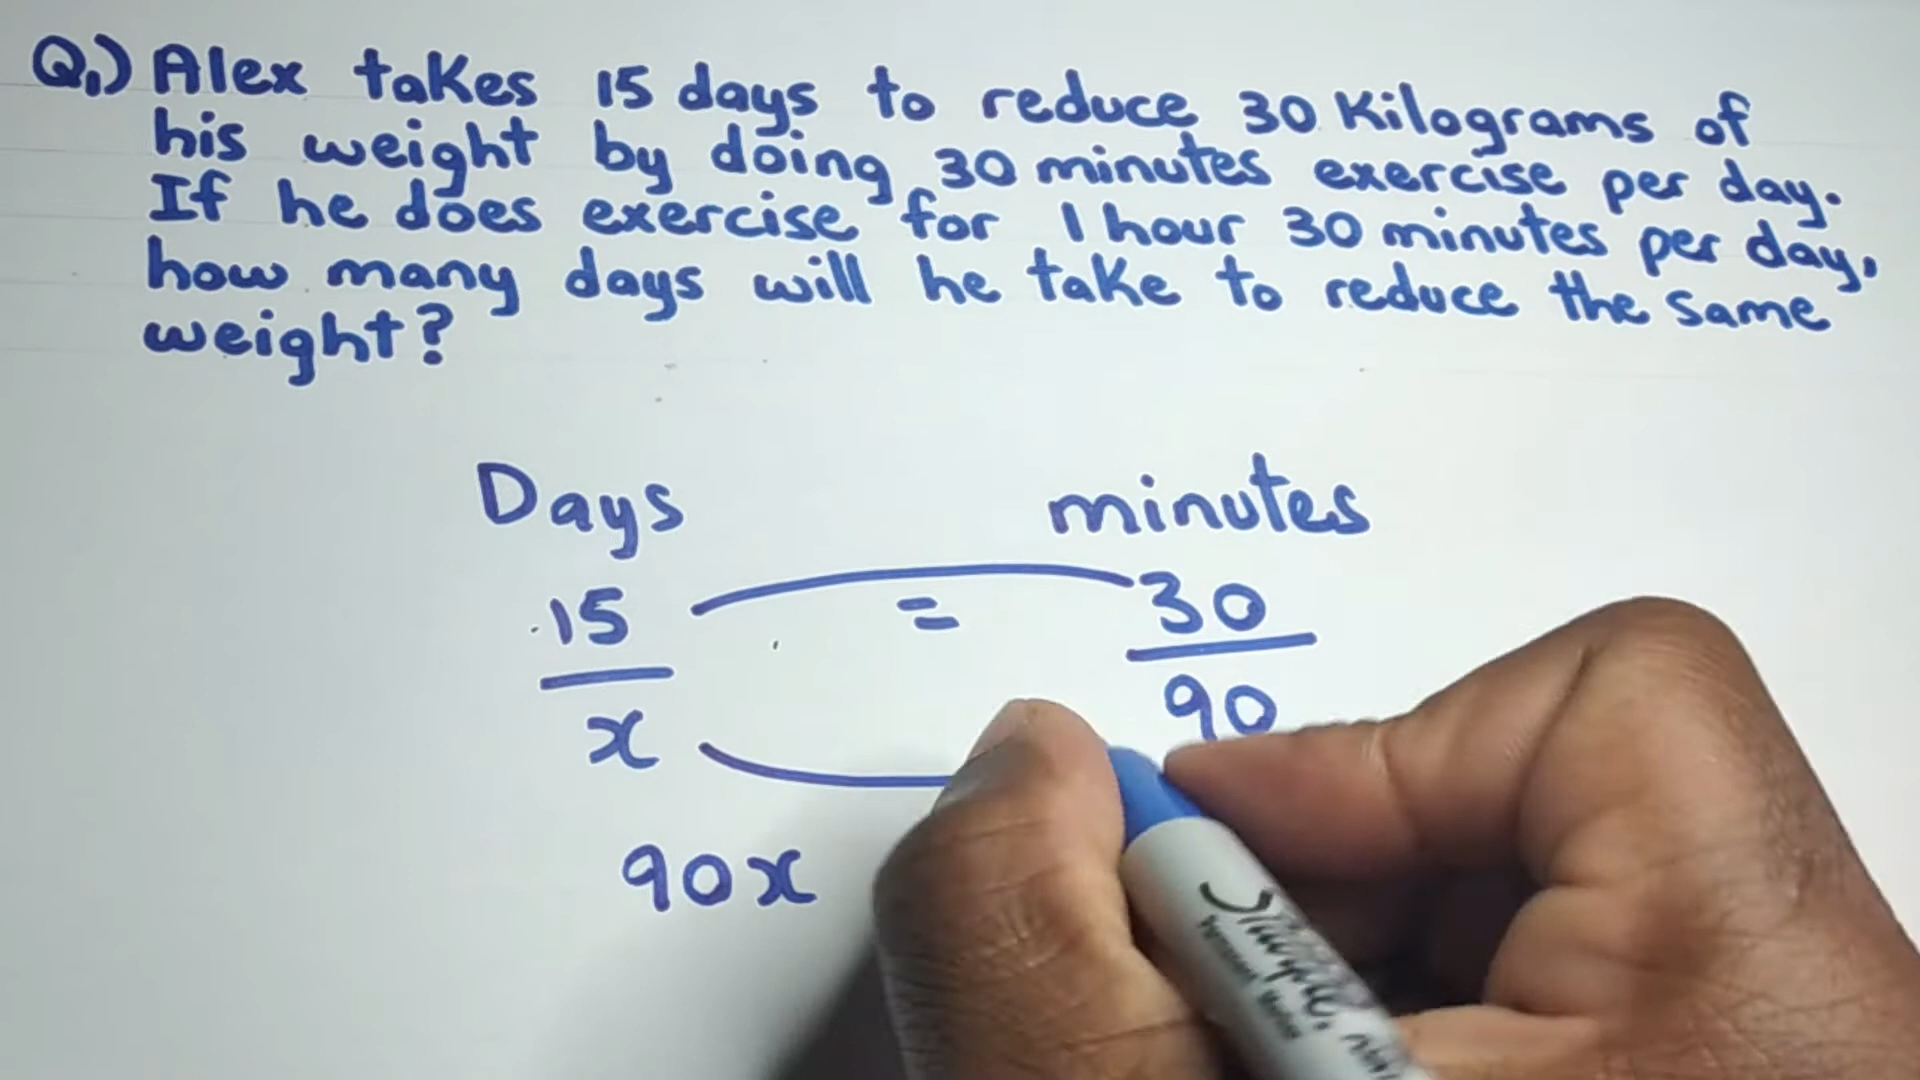 Q1) Alex takes 15 days to reduce 30 Kilograms of
his weight by doing 30 minutes exercise per day.
If he does exercise for 1 hour 30 minutes per day,
how many days will he take to reduce the same
weight?
Days minutes
15 = 30
x 90
90x
Sharpie